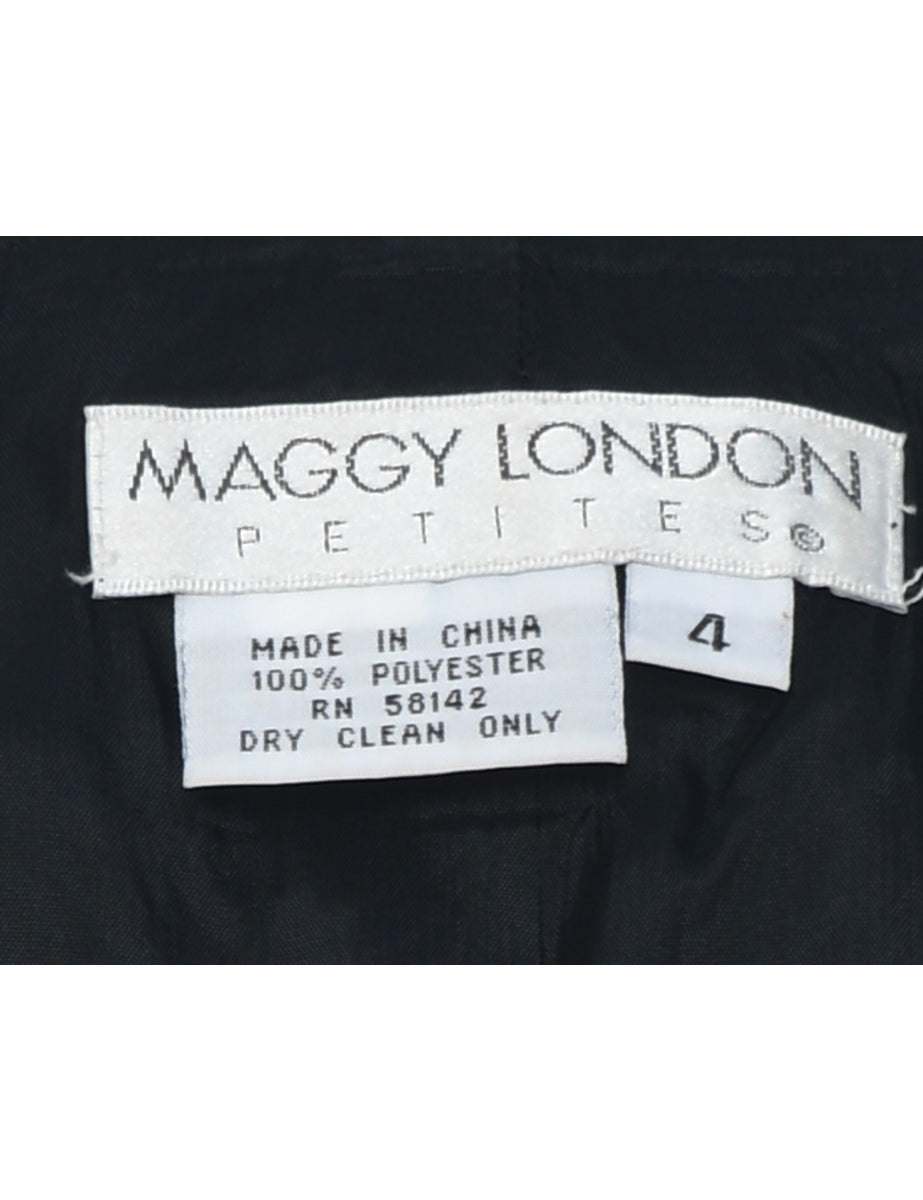 MAGGY LONDON
PETITES©
MADE IN CHINA
100% POLYESTER
RN 58142
DRY CLEAN ONLY
4